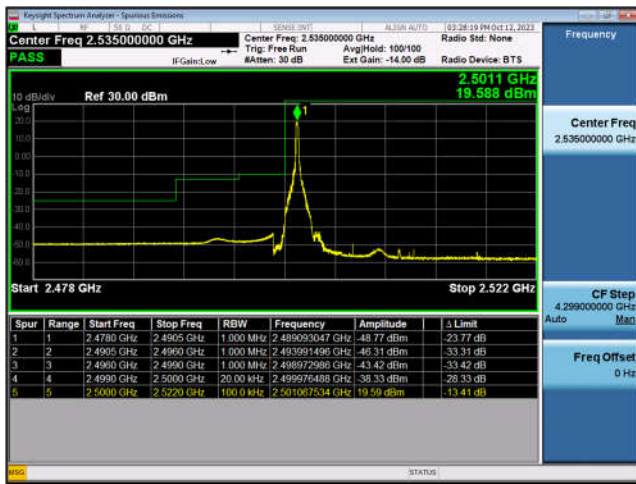 Keysight Spectrum Analyzer - Spurious Emissions
L RF 50 Ω DC SENSE:INT ALIGN AUTO 03:28:19 PM Oct 12, 2023
Center Freq 2.535000000 GHz Center Freq: 2.535000000 GHz Radio Std: None Frequency
Trig: Free Run Avg|Hold: 100/100
PASS IFGain:Low #Atten: 30 dB Ext Gain: -14.00 dB Radio Device: BTS
2.5011 GHz
10 dB/div Ref 30.00 dBm 19.588 dBm
Log
20.0
10.0
0.00
-10.0
-20.0
-30.0
-40.0
-50.0
-60.0
1
Start 2.478 GHz Stop 2.522 GHz
Center Freq
2.535000000 GHz
CF Step
4.299000000 GHz
Auto Man
Freq Offset
0 Hz
Spur Range Start Freq Stop Freq RBW Frequency Amplitude Δ Limit
1 1 2.4780 GHz 2.4905 GHz 1.000 MHz 2.489093047 GHz -48.77 dBm -23.77 dB
2 2 2.4905 GHz 2.4960 GHz 1.000 MHz 2.493991496 GHz -46.31 dBm -33.31 dB
3 3 2.4960 GHz 2.4990 GHz 1.000 MHz 2.498972986 GHz -43.42 dBm -33.42 dB
4 4 2.4990 GHz 2.5000 GHz 20.00 kHz 2.499976488 GHz -38.33 dBm -28.33 dB
5 5 2.5000 GHz 2.5220 GHz 100.0 kHz 2.501067534 GHz 19.59 dBm -13.41 dB
MSG STATUS